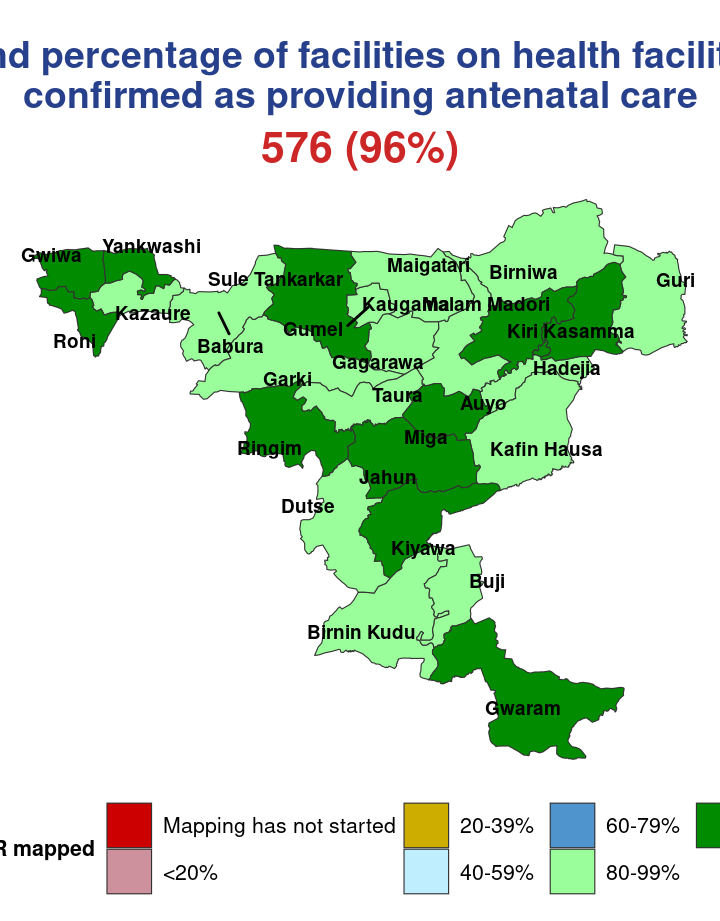 nd percentage of facilities on health facilit
confirmed as providing antenatal care
576 (96%)
Gwiwa
Yankwashi
Sule Tankarkar
Maigatari
Birniwa
Guri
Kazaure
Kaugama
Malam Madori
Roni
Babura
Gumel
Kiri Kasamma
Gagarawa
Hadejia
Garki
Taura
Auyo
Ringim
Miga
Kafin Hausa
Jahun
Dutse
Kiyawa
Buji
Birnin Kudu
Gwaram
R mapped
Mapping has not started
20-39%
60-79%
<20%
40-59%
80-99%